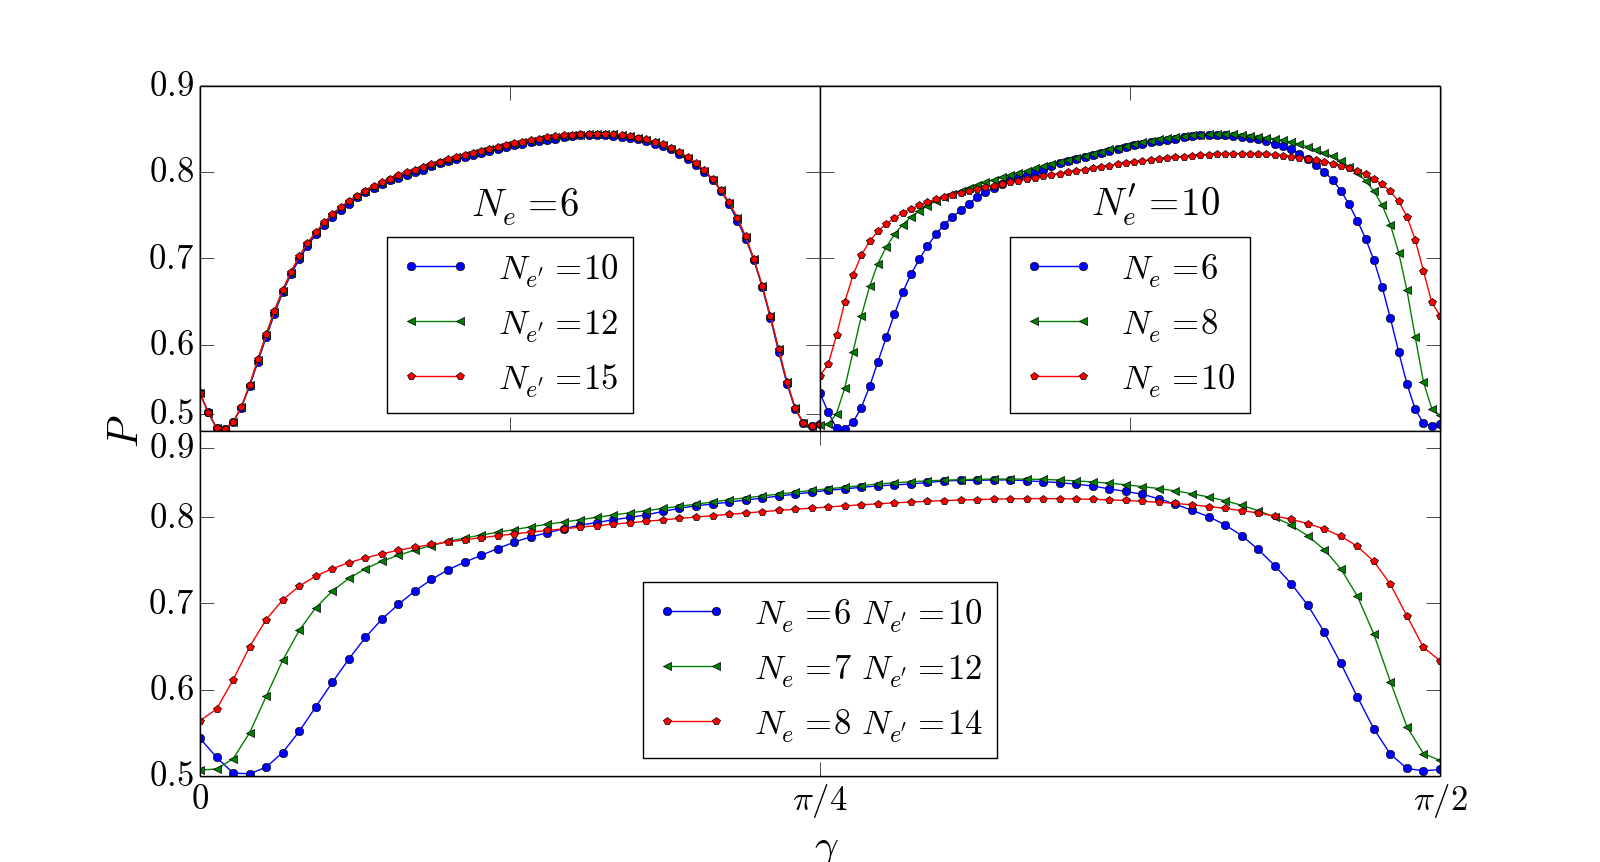 0.9
0.8
0.7
0.6
0.5
N_e = 6
N_{e'} = 10
N_{e'} = 12
N_{e'} = 15
N'_e = 10
N_e = 6
N_e = 8
N_e = 10
P
0.9
0.8
0.7
0.6
0.5
N_e = 6 N_{e'} = 10
N_e = 7 N_{e'} = 12
N_e = 8 N_{e'} = 14
0 π/4 π/2
γ